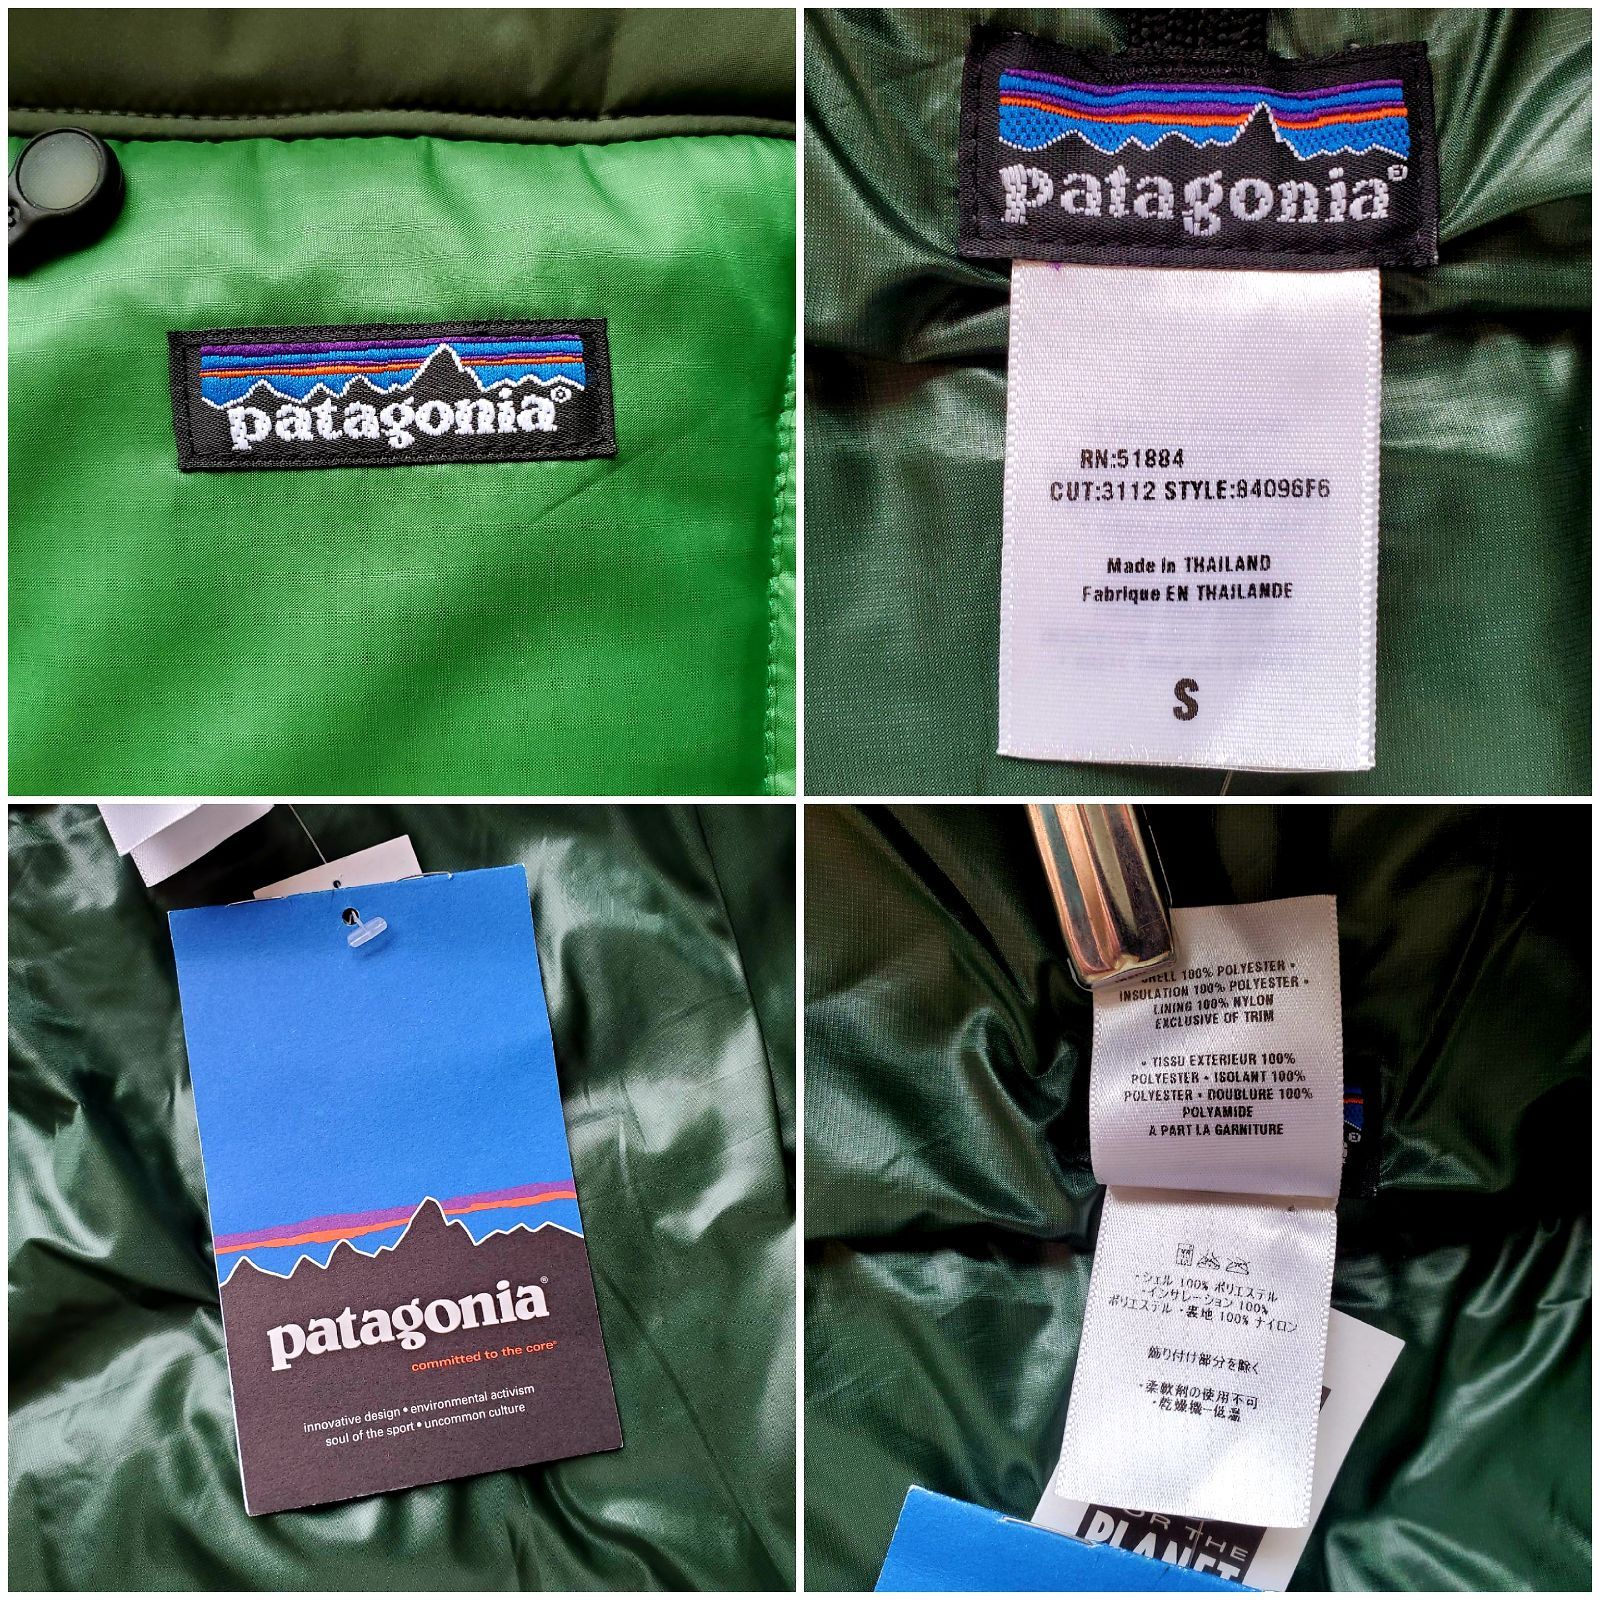 patagonia®
patagonia®
RN:51884
CUT:3112 STYLE:84096F6
Made in THAILAND
Fabrique EN THAILANDE
S
patagonia®
committed to the core®
innovative design • environmental activism
soul of the sport • uncommon culture
100% POLYESTER •
INSULATION 100% POLYESTER •
LINING 100% NYLON
EXCLUSIVE OF TRIM
• TISSU EXTERIEUR 100%
POLYESTER • ISOLANT 100%
POLYESTER • DOUBLURE 100%
POLYAMIDE
A PART LA GARNITURE
・シェル 100% ポリエステル
・インサレーション 100%
ポリエステル・裏地 100% ナイロン
飾り付け部分を除く
・柔軟剤の使用不可
・乾燥機–低温
THE
PLANET